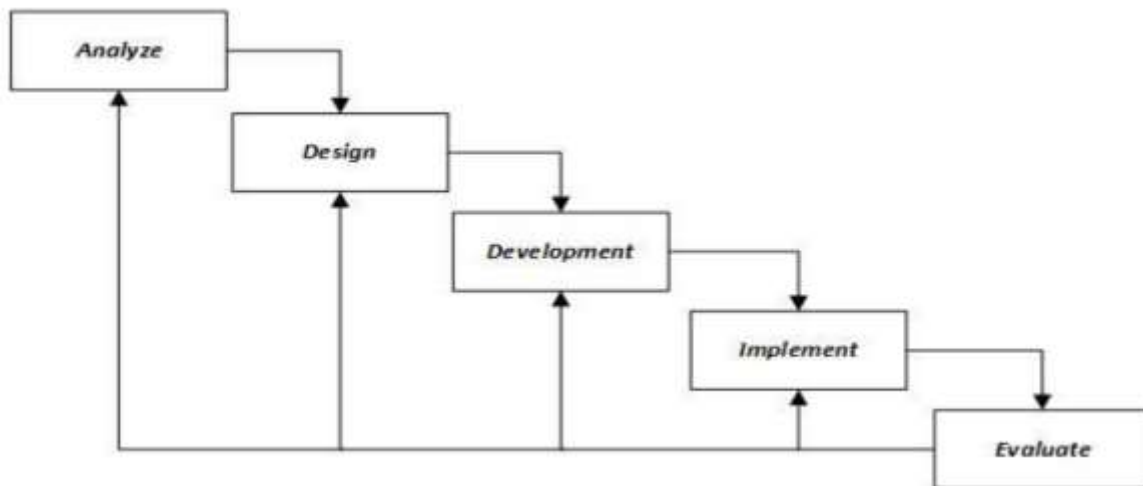 Analyze
Design
Development
Implement
Evaluate